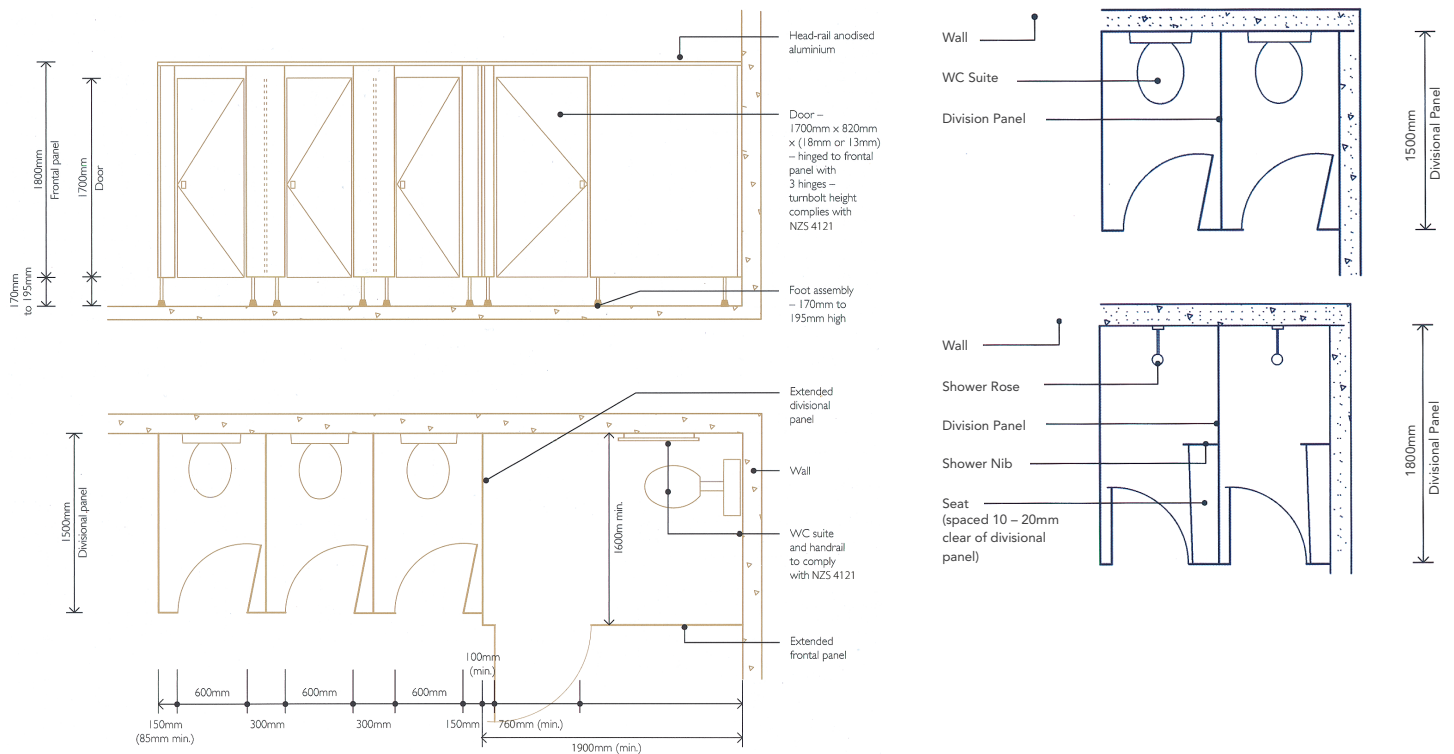 Head-rail anodised
aluminium
1800mm
Frontal panel
1700mm
Door
170mm
to 195mm
Door –
1700mm x 820mm
x (18mm or 13mm)
– hinged to frontal
panel with
3 hinges –
turnbolt height
complies with
NZS 4121
Foot assembly
– 170mm to
195mm high
Extended
divisional
panel
Wall
1500mm
Divisional panel
1600m min.
WC suite
and handrail
to comply
with NZS 4121
Extended
frontal panel
100mm
(min.)
600mm
600mm
600mm
150mm
(85mm min.)
300mm
300mm
150mm
760mm (min.)
1900mm (min.)
Wall
WC Suite
Division Panel
1500mm
Divisional Panel
Wall
Shower Rose
Division Panel
Shower Nib
Seat
(spaced 10 – 20mm
clear of divisional
panel)
1800mm
Divisional Panel